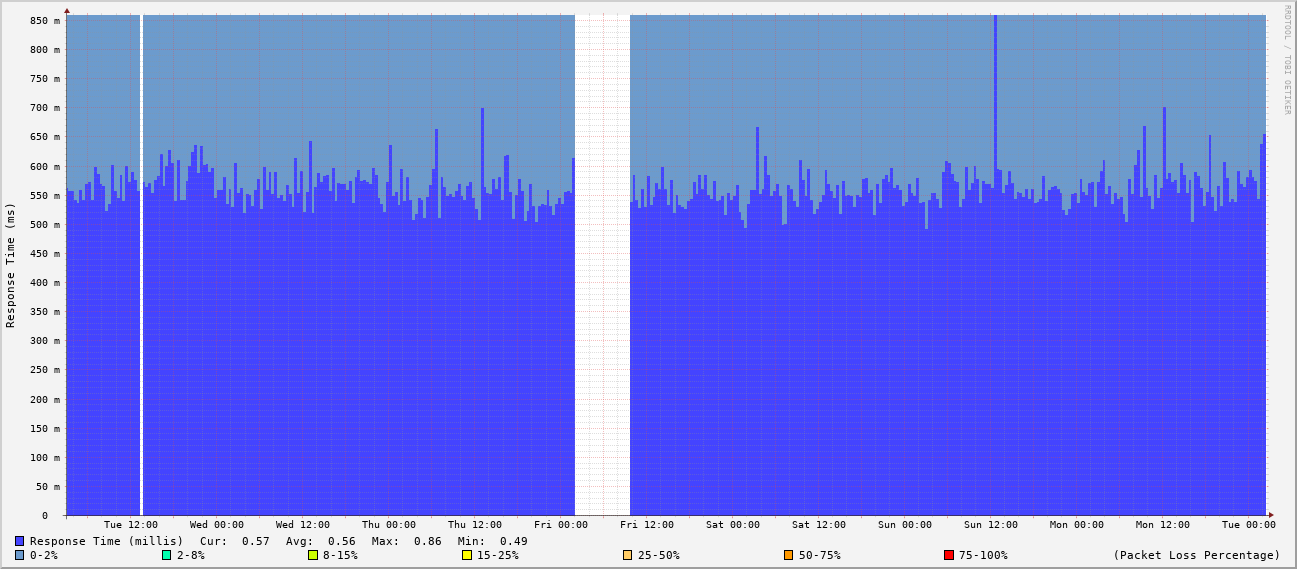 850 m
800 m
750 m
700 m
650 m
600 m
550 m
500 m
450 m
400 m
350 m
300 m
250 m
200 m
150 m
100 m
50 m
0
Response Time (ms)
RRDTOOL / TOBI OETIKER
Tue 12:00 Wed 00:00 Wed 12:00 Thu 00:00 Thu 12:00 Fri 00:00 Fri 12:00 Sat 00:00 Sat 12:00 Sun 00:00 Sun 12:00 Mon 00:00 Mon 12:00 Tue 00:00
Response Time (millis) Cur: 0.57 Avg: 0.56 Max: 0.86 Min: 0.49
0-2% 2-8% 8-15% 15-25% 25-50% 50-75% 75-100% (Packet Loss Percentage)